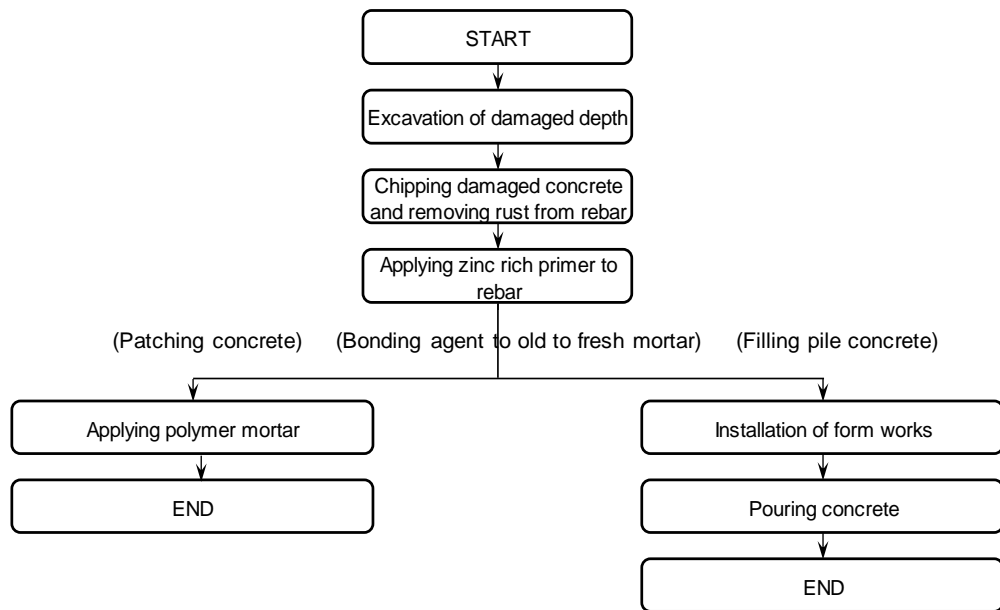 START
Excavation of damaged depth
Chipping damaged concrete
and removing rust from rebar
Applying zinc rich primer to
rebar
(Patching concrete)
(Bonding agent to old to fresh mortar)
(Filling pile concrete)
Applying polymer mortar
END
Installation of form works
Pouring concrete
END